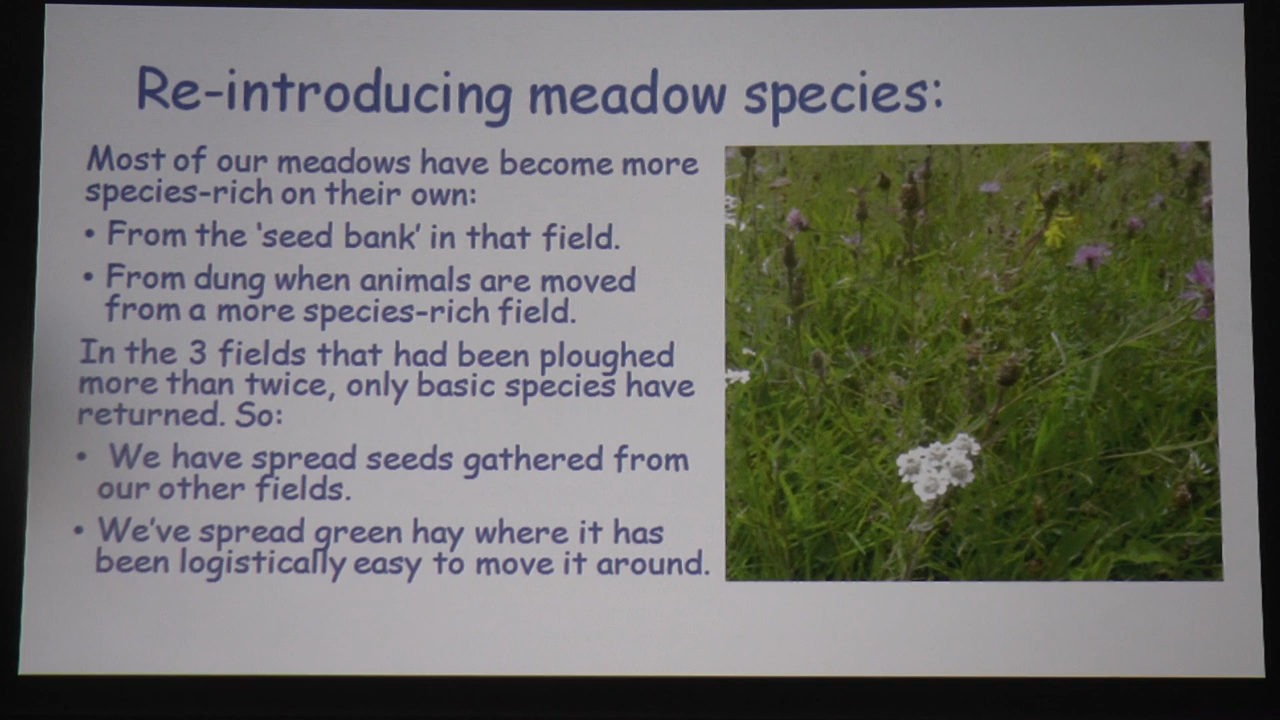 Re-introducing meadow species:
Most of our meadows have become more
species-rich on their own:
• From the 'seed bank' in that field.
• From dung when animals are moved
from a more species-rich field.
In the 3 fields that had been ploughed
more than twice, only basic species have
returned. So:
• We have spread seeds gathered from
our other fields.
• We've spread green hay where it has
been logistically easy to move it around.